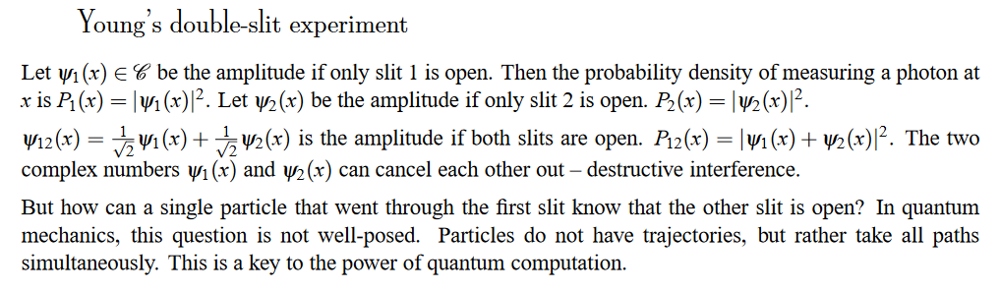 Young's double-slit experiment
Let ψ₁(x) ∈ 𝒞 be the amplitude if only slit 1 is open. Then the probability density of measuring a photon at
x is P₁(x) = |ψ₁(x)|². Let ψ₂(x) be the amplitude if only slit 2 is open. P₂(x) = |ψ₂(x)|².
ψ₁₂(x) = 1/√2 ψ₁(x) + 1/√2 ψ₂(x) is the amplitude if both slits are open. P₁₂(x) = |ψ₁(x) + ψ₂(x)|². The two
complex numbers ψ₁(x) and ψ₂(x) can cancel each other out – destructive interference.
But how can a single particle that went through the first slit know that the other slit is open? In quantum
mechanics, this question is not well-posed. Particles do not have trajectories, but rather take all paths
simultaneously. This is a key to the power of quantum computation.